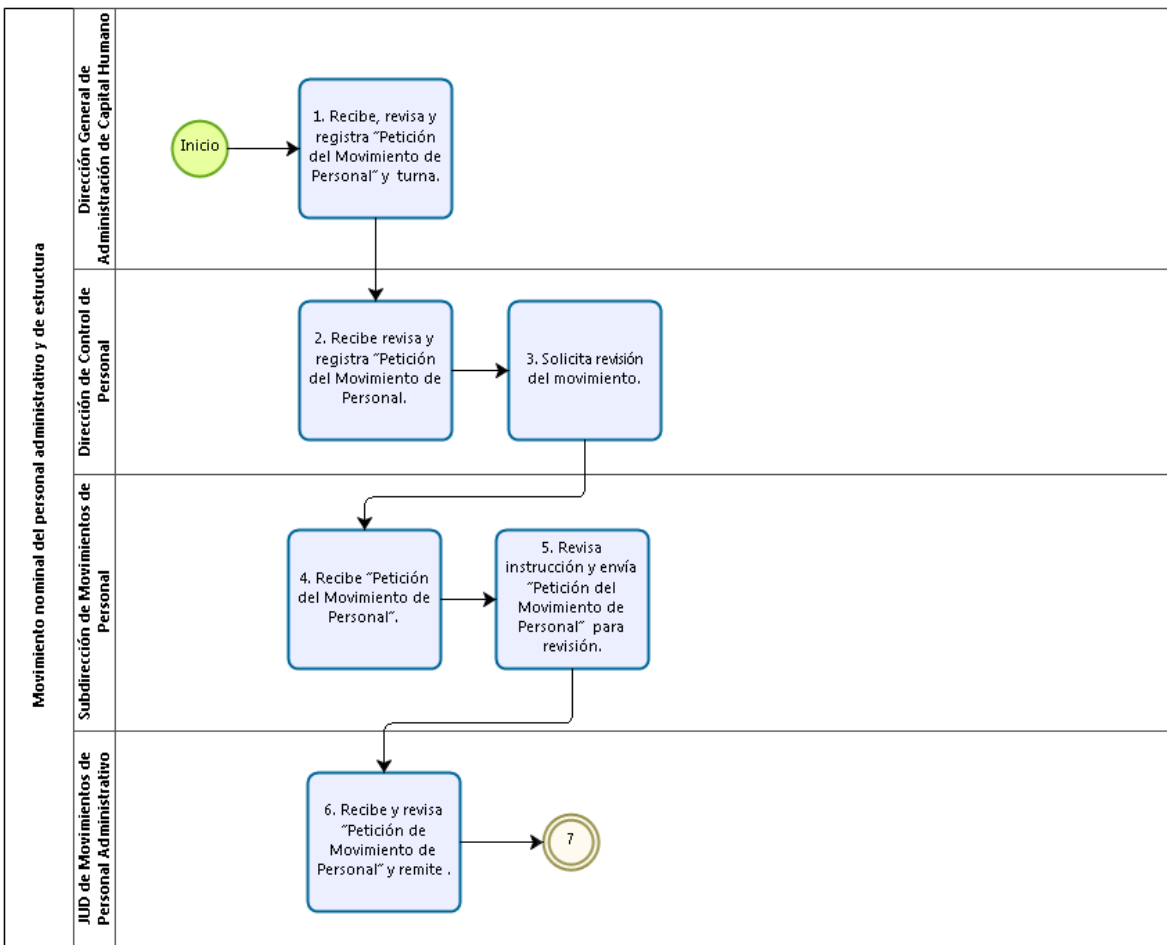 Movimiento nominal del personal administrativo y de estructura
Dirección General de
Administración de Capital Humano
Inicio
1. Recibe, revisa y
registra ˝Petición
del Movimiento de
Personal˝ y turna.
Dirección de Control de
Personal
2. Recibe revisa y
registra ˝Petición
del Movimiento de
Personal.
3. Solicita revisión
del movimiento.
Subdirección de Movimientos de
Personal
4. Recibe ˝Petición
del Movimiento de
Personal˝.
5. Revisa
instrucción y envía
˝Petición del
Movimiento de
Personal˝ para
revisión.
JUD de Movimientos de
Personal Administrativo
6. Recibe y revisa
˝Petición de
Movimiento de
Personal˝ y remite .
7